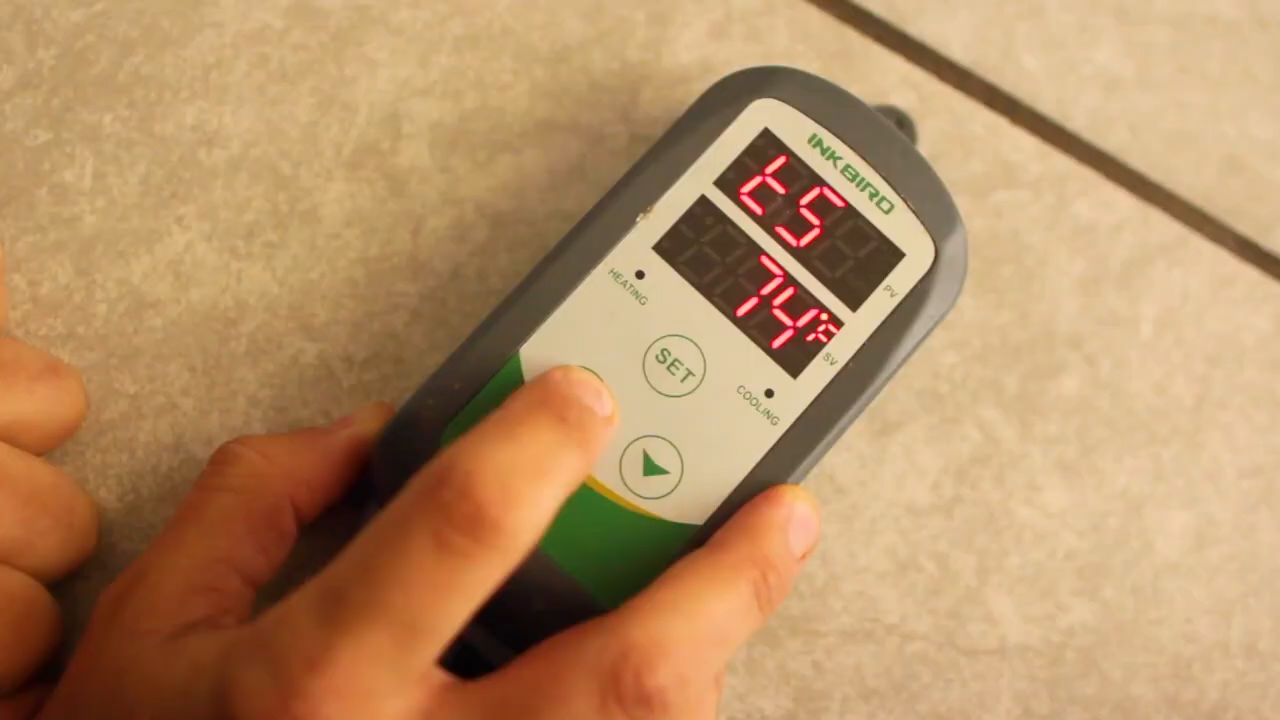 INKBIRD
tS
PV
74°F
SV
HEATING
SET
COOLING